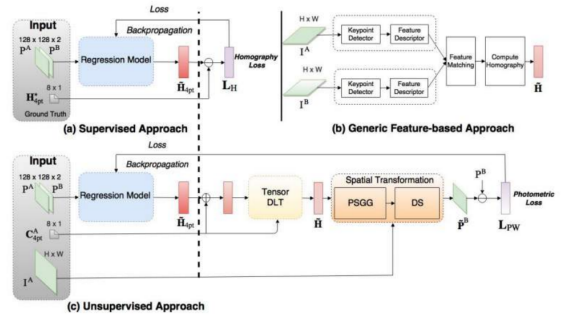 Input
128 x 128 x 2
P^A P^B
Regression Model
Loss
Backpropagation
H̃_4pt
Homography Loss
L_H
8 x 1
H*_4pt
Ground Truth
(a) Supervised Approach
H x W
I^A
Keypoint Detector
Feature Descriptor
H x W
I^B
Keypoint Detector
Feature Descriptor
Feature Matching
Compute Homography
H̃
(b) Generic Feature-based Approach
Input
128 x 128 x 2
P^A P^B
Regression Model
Loss
Backpropagation
H̃_4pt
8 x 1
C^A_4pt
Tensor DLT
H̃
Spatial Transformation
PSGG
DS
P̃^B
P^B
Photometric Loss
L_PW
H x W
I^A
(c) Unsupervised Approach